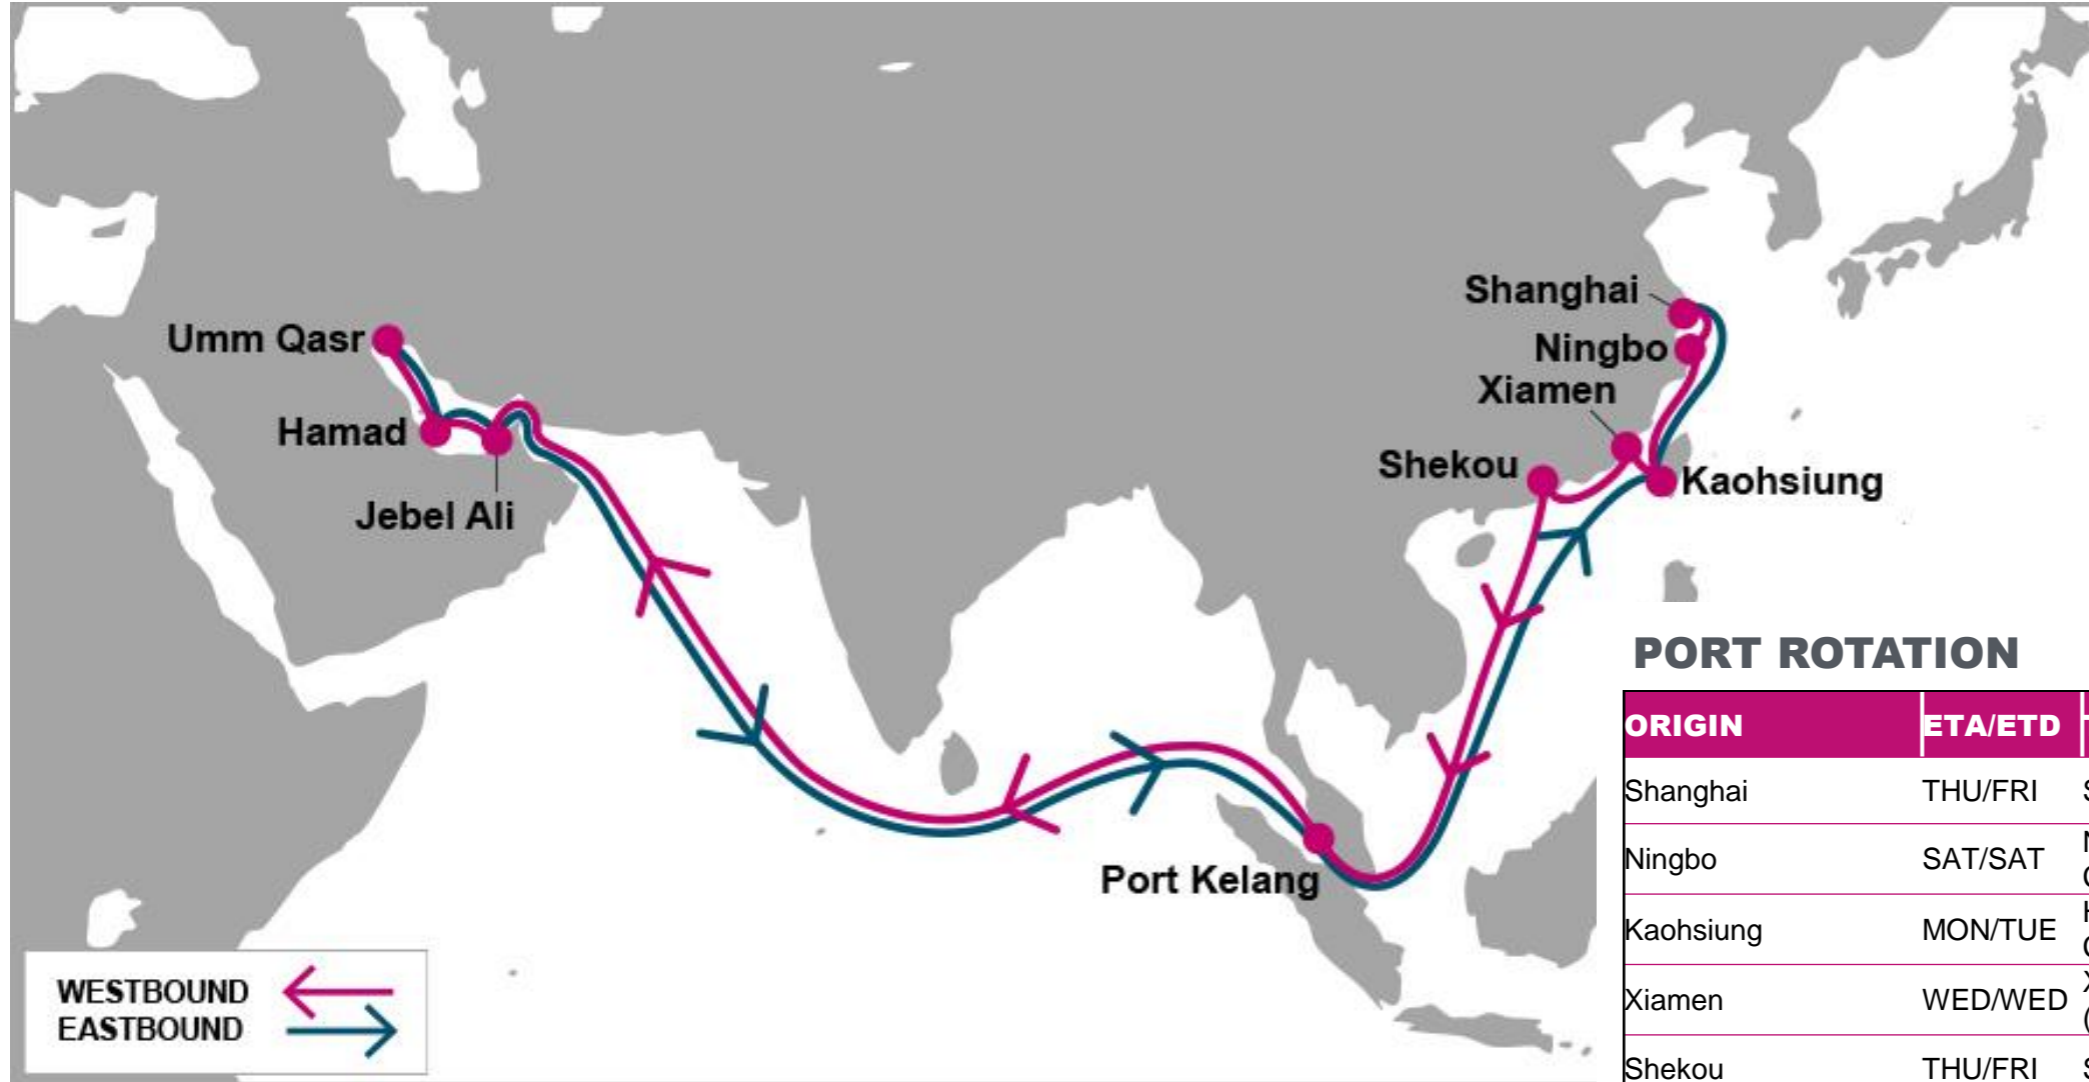 Shanghai
Ningbo
Xiamen
Shekou
Kaohsiung
Umm Qasr
Hamad
Jebel Ali
Port Kelang
WESTBOUND
EASTBOUND
PORT ROTATION
ORIGIN ETA/ETD
Shanghai THU/FRI
Ningbo SAT/SAT
Kaohsiung MON/TUE
Xiamen WED/WED
Shekou THU/FRI